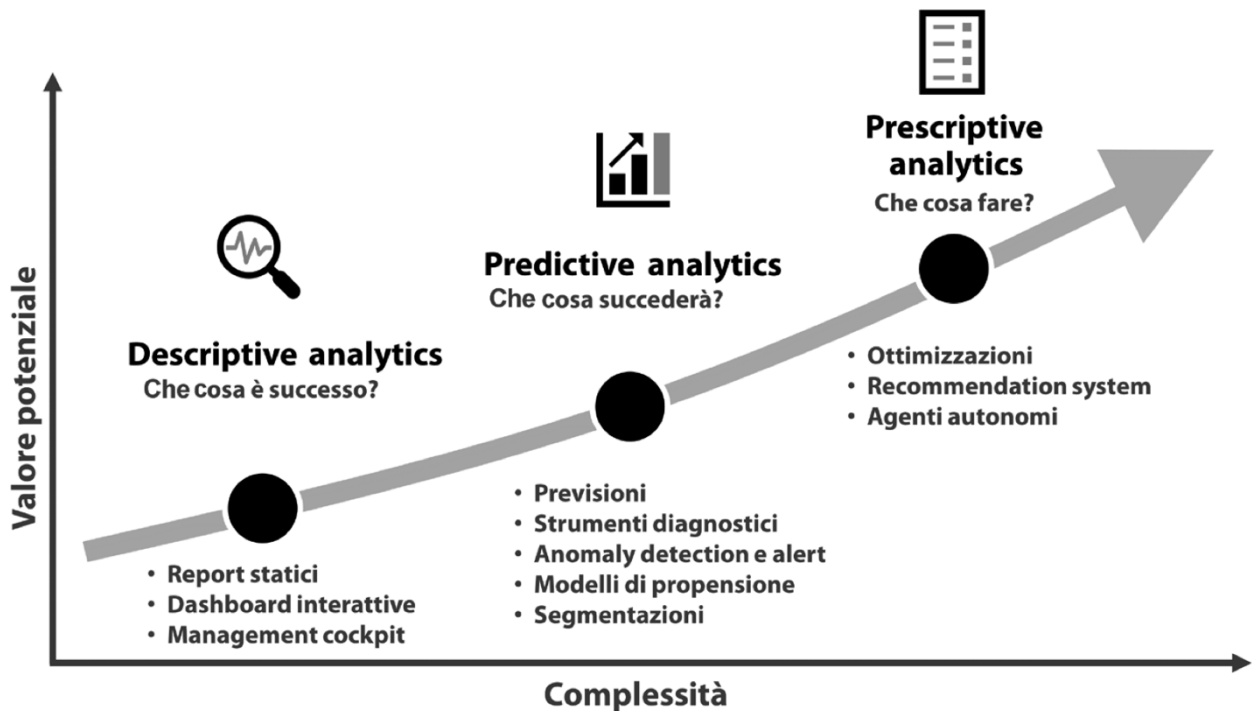 Prescriptive
analytics
Che cosa fare?
Predictive analytics
Che cosa succederà?
Descriptive analytics
Che cosa è successo?
Valore potenziale
• Ottimizzazioni
• Recommendation system
• Agenti autonomi
• Previsioni
• Strumenti diagnostici
• Anomaly detection e alert
• Modelli di propensione
• Segmentazioni
• Report statici
• Dashboard interattive
• Management cockpit
Complessità